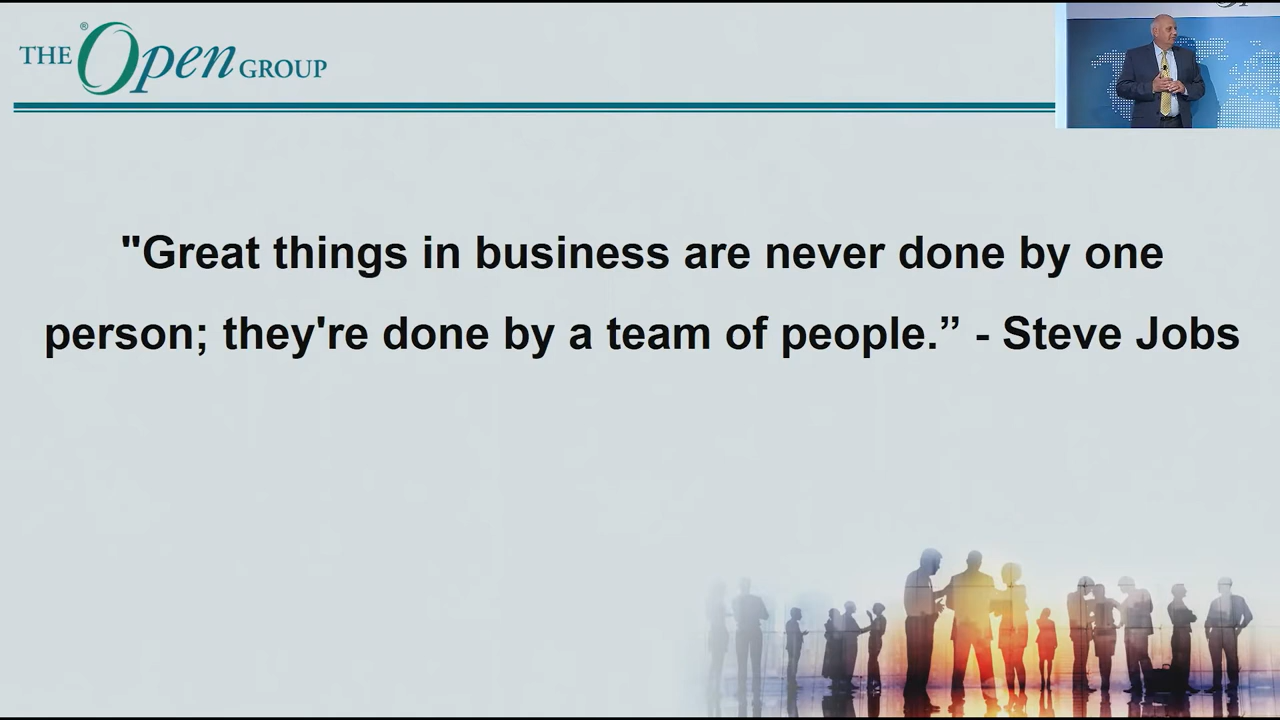 THE Open GROUP
®
"Great things in business are never done by one
person; they're done by a team of people.” - Steve Jobs